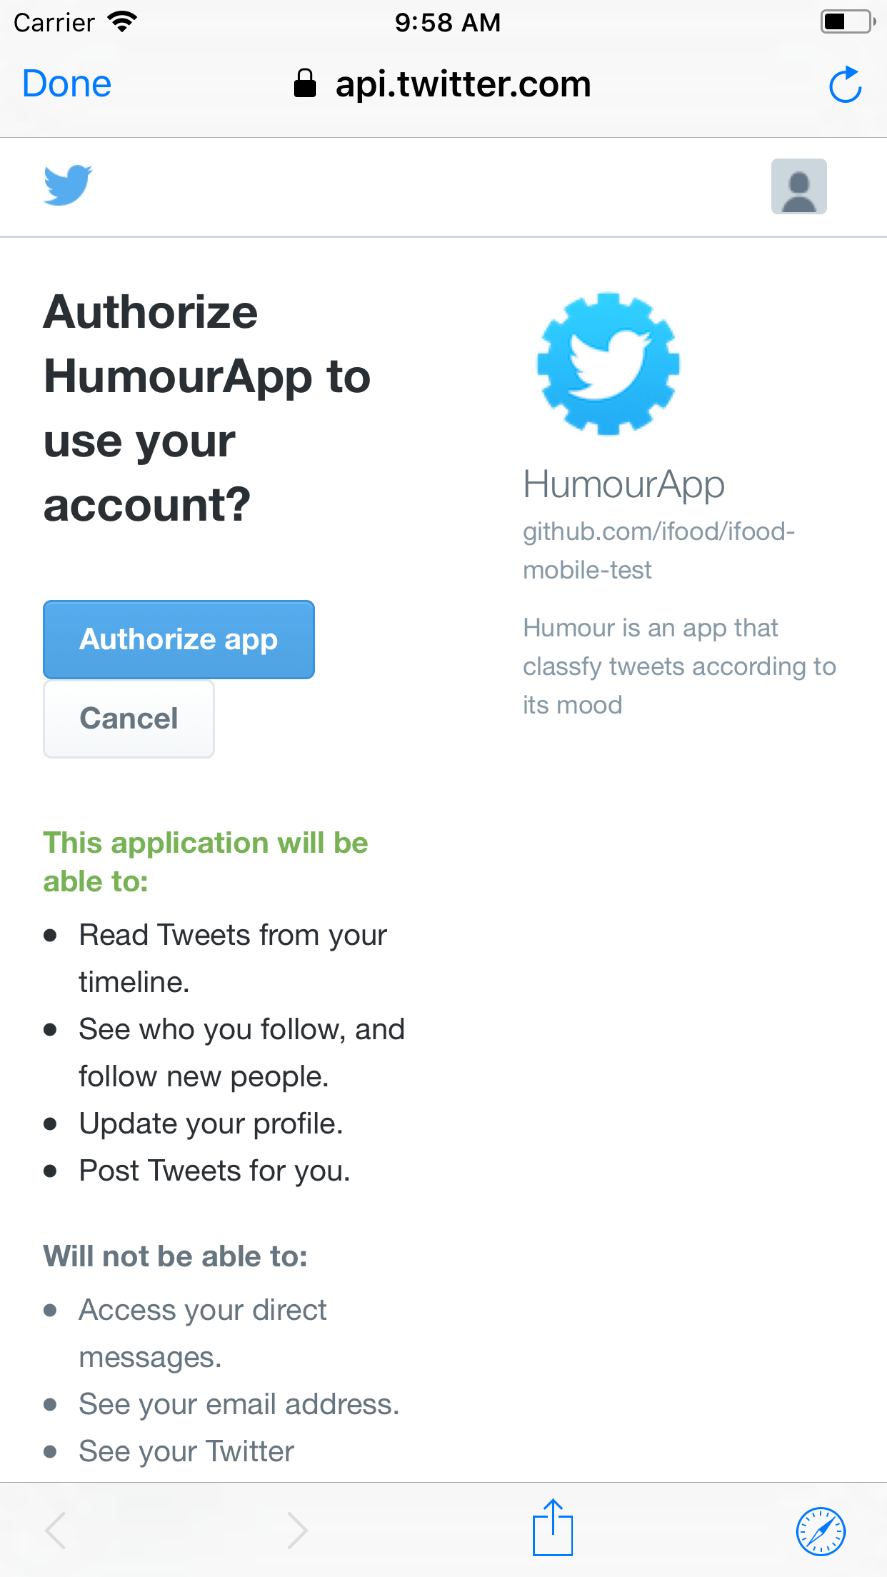 Carrier 9:58 AM
Done api.twitter.com
Authorize
HumourApp to
use your
account?
Authorize app
Cancel
HumourApp
github.com/ifood/ifood-
mobile-test
Humour is an app that
classfy tweets according to
its mood
This application will be
able to:
• Read Tweets from your
timeline.
• See who you follow, and
follow new people.
• Update your profile.
• Post Tweets for you.
Will not be able to:
• Access your direct
messages.
• See your email address.
• See your Twitter